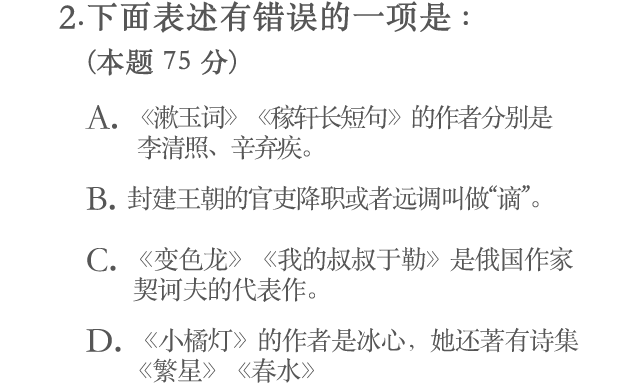 2.下面表述有错误的一项是：
(本题 75 分)
A. 《漱玉词》《稼轩长短句》的作者分别是
李清照、辛弃疾。
B. 封建王朝的官吏降职或者远调叫做“谪”。
C. 《变色龙》《我的叔叔于勒》是俄国作家
契诃夫的代表作。
D. 《小橘灯》的作者是冰心，她还著有诗集
《繁星》《春水》